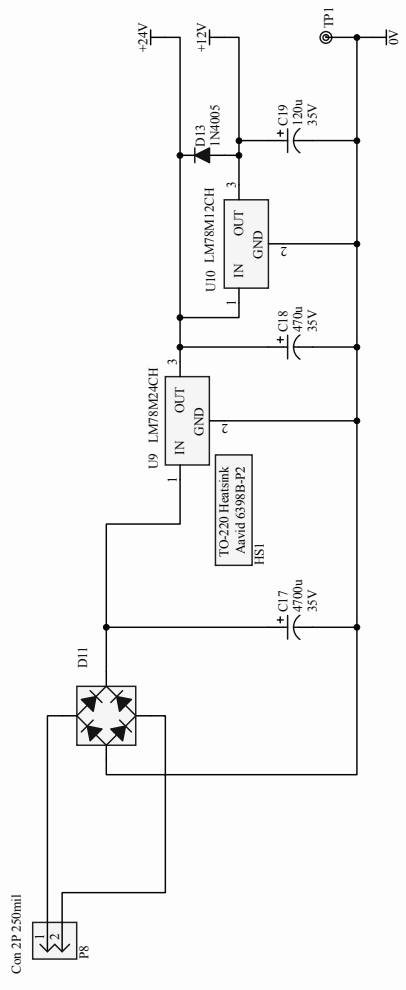 Con 2P 250mil
1
2
P8
D11
C17
4700u
35V
TO-220 Heatsink
Aavid 6398B-P2
HS1
U9 LM78M24CH
IN
OUT
GND
1
3
2
C18
470u
35V
U10 LM78M12CH
IN
OUT
GND
1
3
2
D13
1N4005
C19
120u
35V
+24V
+12V
TP1
0V